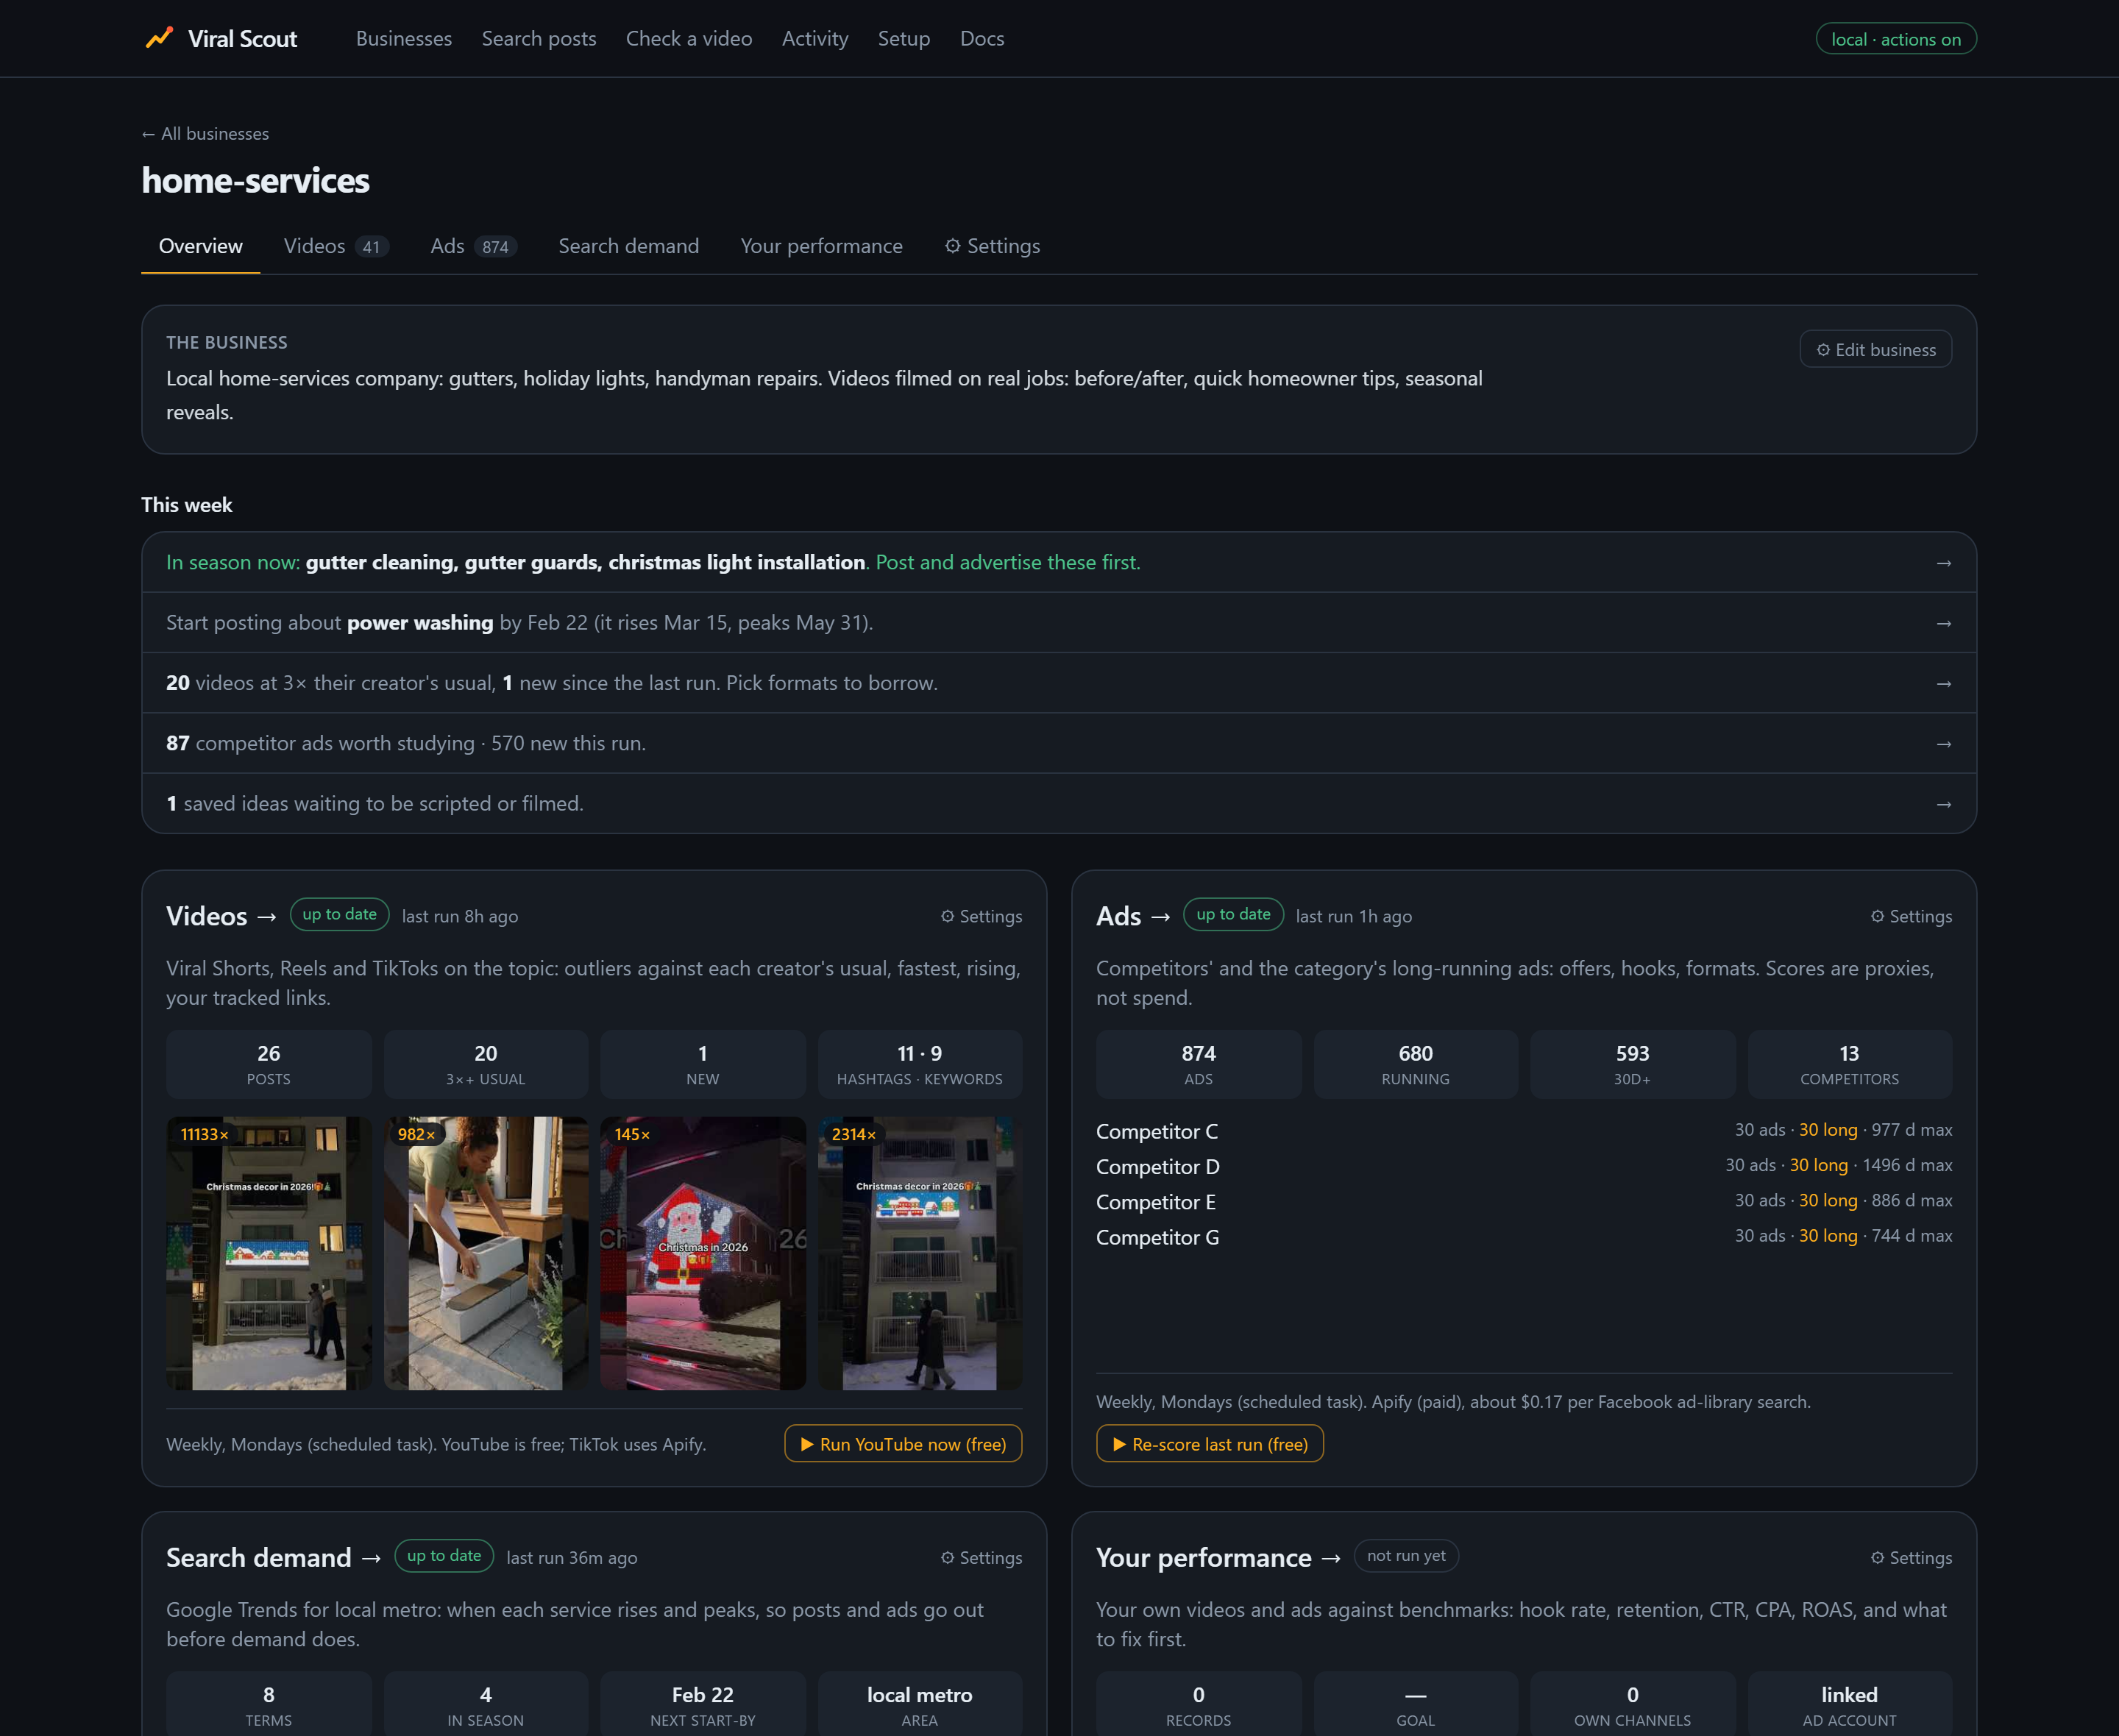 Viral Scout
Businesses
Search posts
Check a video
Activity
Setup
Docs
local · actions on
← All businesses
home-services
Overview
Videos 41
Ads 874
Search demand
Your performance
⚙ Settings
THE BUSINESS
⚙ Edit business
Local home-services company: gutters, holiday lights, handyman repairs. Videos filmed on real jobs: before/after, quick homeowner tips, seasonal
reveals.
This week
In season now: gutter cleaning, gutter guards, christmas light installation. Post and advertise these first. →
Start posting about power washing by Feb 22 (it rises Mar 15, peaks May 31). →
20 videos at 3× their creator's usual, 1 new since the last run. Pick formats to borrow. →
87 competitor ads worth studying · 570 new this run. →
1 saved ideas waiting to be scripted or filmed. →
Videos → up to date last run 8h ago ⚙ Settings
Viral Shorts, Reels and TikToks on the topic: outliers against each creator's usual, fastest, rising,
your tracked links.
26
POSTS
20
3×+ USUAL
1
NEW
11 · 9
HASHTAGS · KEYWORDS
11133×
Christmas decor in 2026!🎁🎄
982×
145×
Ch
26
Christmas in 2026
2314×
Christmas decor in 2026🎁🎄
Weekly, Mondays (scheduled task). YouTube is free; TikTok uses Apify.
▶ Run YouTube now (free)
Ads → up to date last run 1h ago ⚙ Settings
Competitors' and the category's long-running ads: offers, hooks, formats. Scores are proxies,
not spend.
874
ADS
680
RUNNING
593
30D+
13
COMPETITORS
Competitor C 30 ads · 30 long · 977 d max
Competitor D 30 ads · 30 long · 1496 d max
Competitor E 30 ads · 30 long · 886 d max
Competitor G 30 ads · 30 long · 744 d max
Weekly, Mondays (scheduled task). Apify (paid), about $0.17 per Facebook ad-library search.
▶ Re-score last run (free)
Search demand → up to date last run 36m ago ⚙ Settings
Google Trends for local metro: when each service rises and peaks, so posts and ads go out
before demand does.
8
TERMS
4
IN SEASON
Feb 22
NEXT START-BY
local metro
AREA
Your performance → not run yet ⚙ Settings
Your own videos and ads against benchmarks: hook rate, retention, CTR, CPA, ROAS, and what
to fix first.
0
RECORDS
—
GOAL
0
OWN CHANNELS
linked
AD ACCOUNT